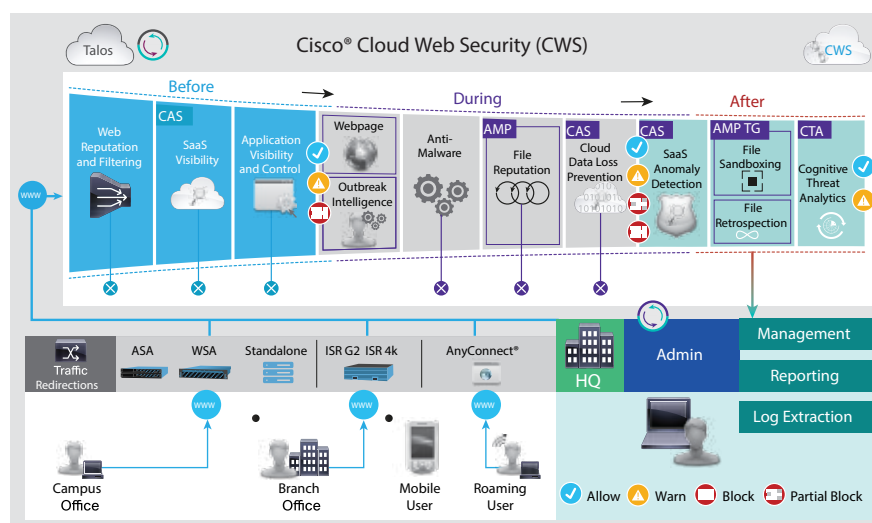 Talos
Cisco® Cloud Web Security (CWS)
CWS
Before
During
After
Web
Reputation
and Filtering
CAS
SaaS
Visibility
Application
Visibility
and Control
Webpage
Outbreak
Intelligence
Anti-
Malware
AMP
File
Reputation
CAS
Cloud
Data Loss
Prevention
CAS
SaaS
Anomaly
Detection
AMP TG
File
Sandboxing
File
Retrospection
CTA
Cognitive
Threat
Analytics
www
Traffic
Redirections
ASA
WSA
Standalone
ISR G2 ISR 4k
AnyConnect®
HQ
Admin
Management
Reporting
Log Extraction
www
www
www
Campus
Office
Branch
Office
Mobile
User
Roaming
User
Allow
Warn
Block
Partial Block